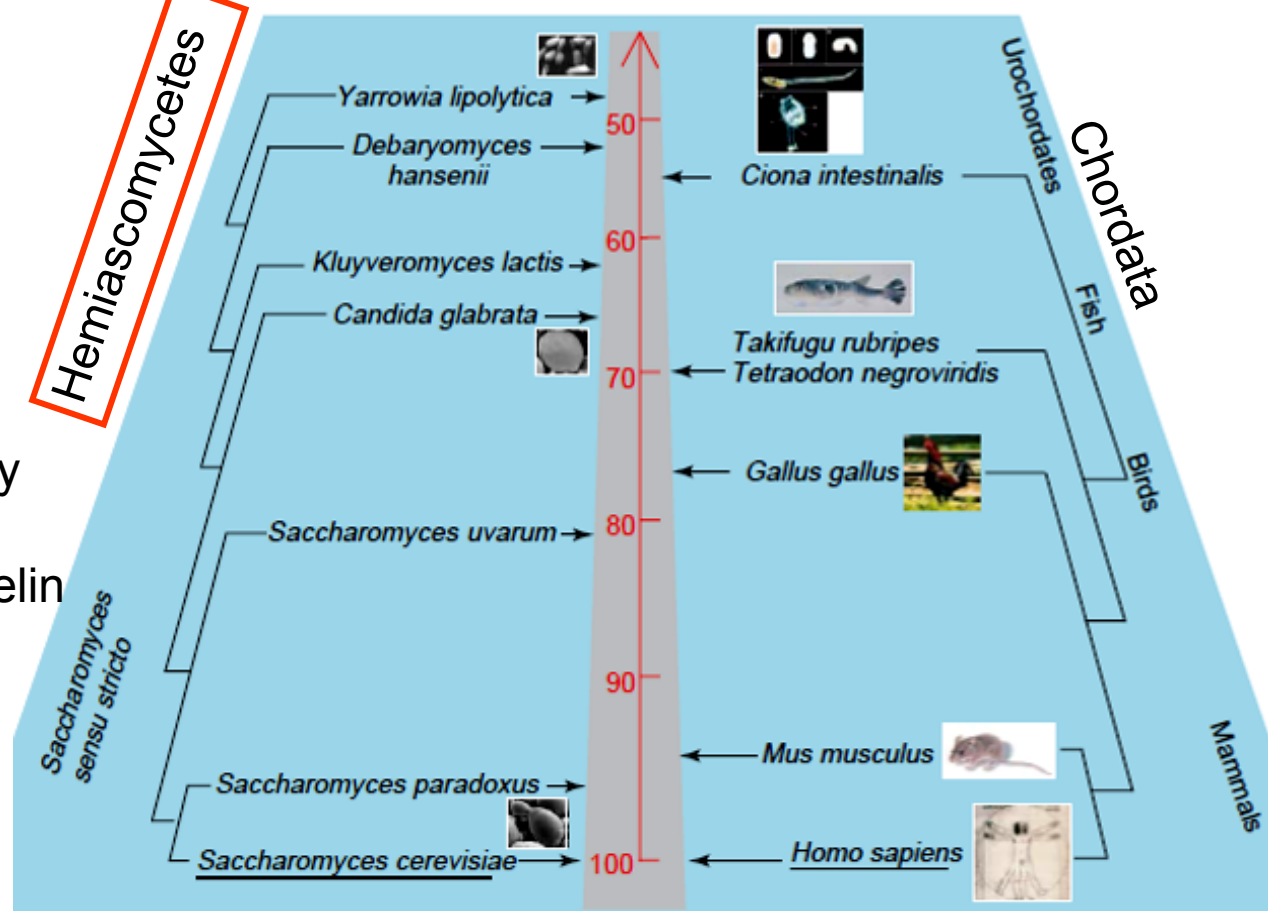 Hemiascomycetes
Yarrowia lipolytica
Debaryomyces
hansenii
Kluyveromyces lactis
Candida glabrata
Saccharomyces uvarum
Saccharomyces
sensu stricto
Saccharomyces paradoxus
Saccharomyces cerevisiae
y
elin
50
60
70
80
90
100
Urochordates
Chordata
Ciona intestinalis
Fish
Takifugu rubripes
Tetraodon negroviridis
Birds
Gallus gallus
Mus musculus
Mammals
Homo sapiens